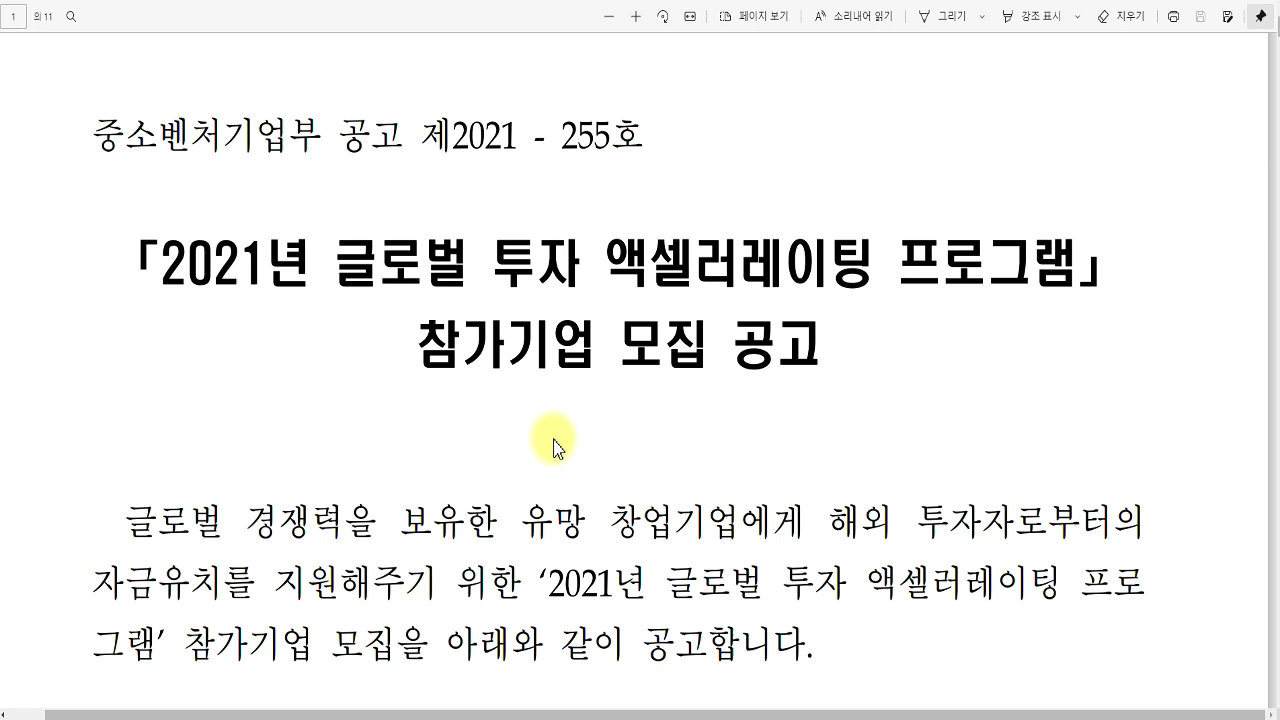 1 의 11 페이지 보기 소리내어 읽기 그리기 강조 표시 지우기
중소벤처기업부 공고 제2021 - 255호
「2021년 글로벌 투자 액셀러레이팅 프로그램」
참가기업 모집 공고
글로벌 경쟁력을 보유한 유망 창업기업에게 해외 투자자로부터의
자금유치를 지원해주기 위한 ‘2021년 글로벌 투자 액셀러레이팅 프로
그램’ 참가기업 모집을 아래와 같이 공고합니다.